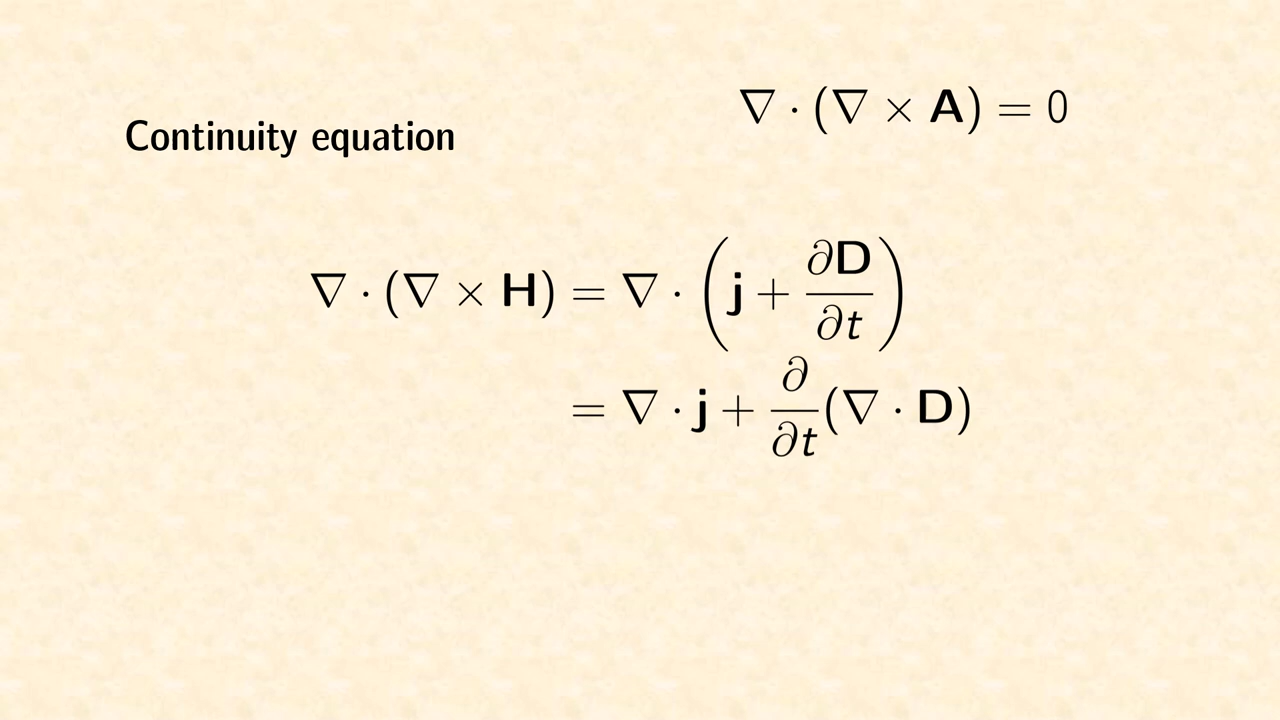 ∇ · (∇ × A) = 0
Continuity equation
∇ · (∇ × H) = ∇ · (j + ∂D/∂t)
= ∇ · j + ∂/∂t (∇ · D)